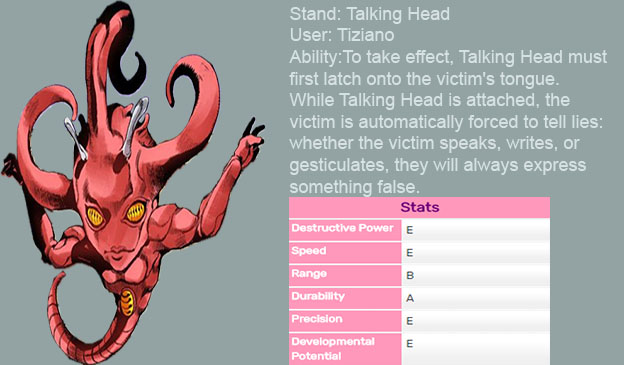 Stand: Talking Head
User: Tiziano
Ability:To take effect, Talking Head must
first latch onto the victim's tongue.
While Talking Head is attached, the
victim is automatically forced to tell lies:
whether the victim speaks, writes, or
gesticulates, they will always express
something false.
Stats
Destructive Power E
Speed E
Range B
Durability A
Precision E
Developmental
Potential E